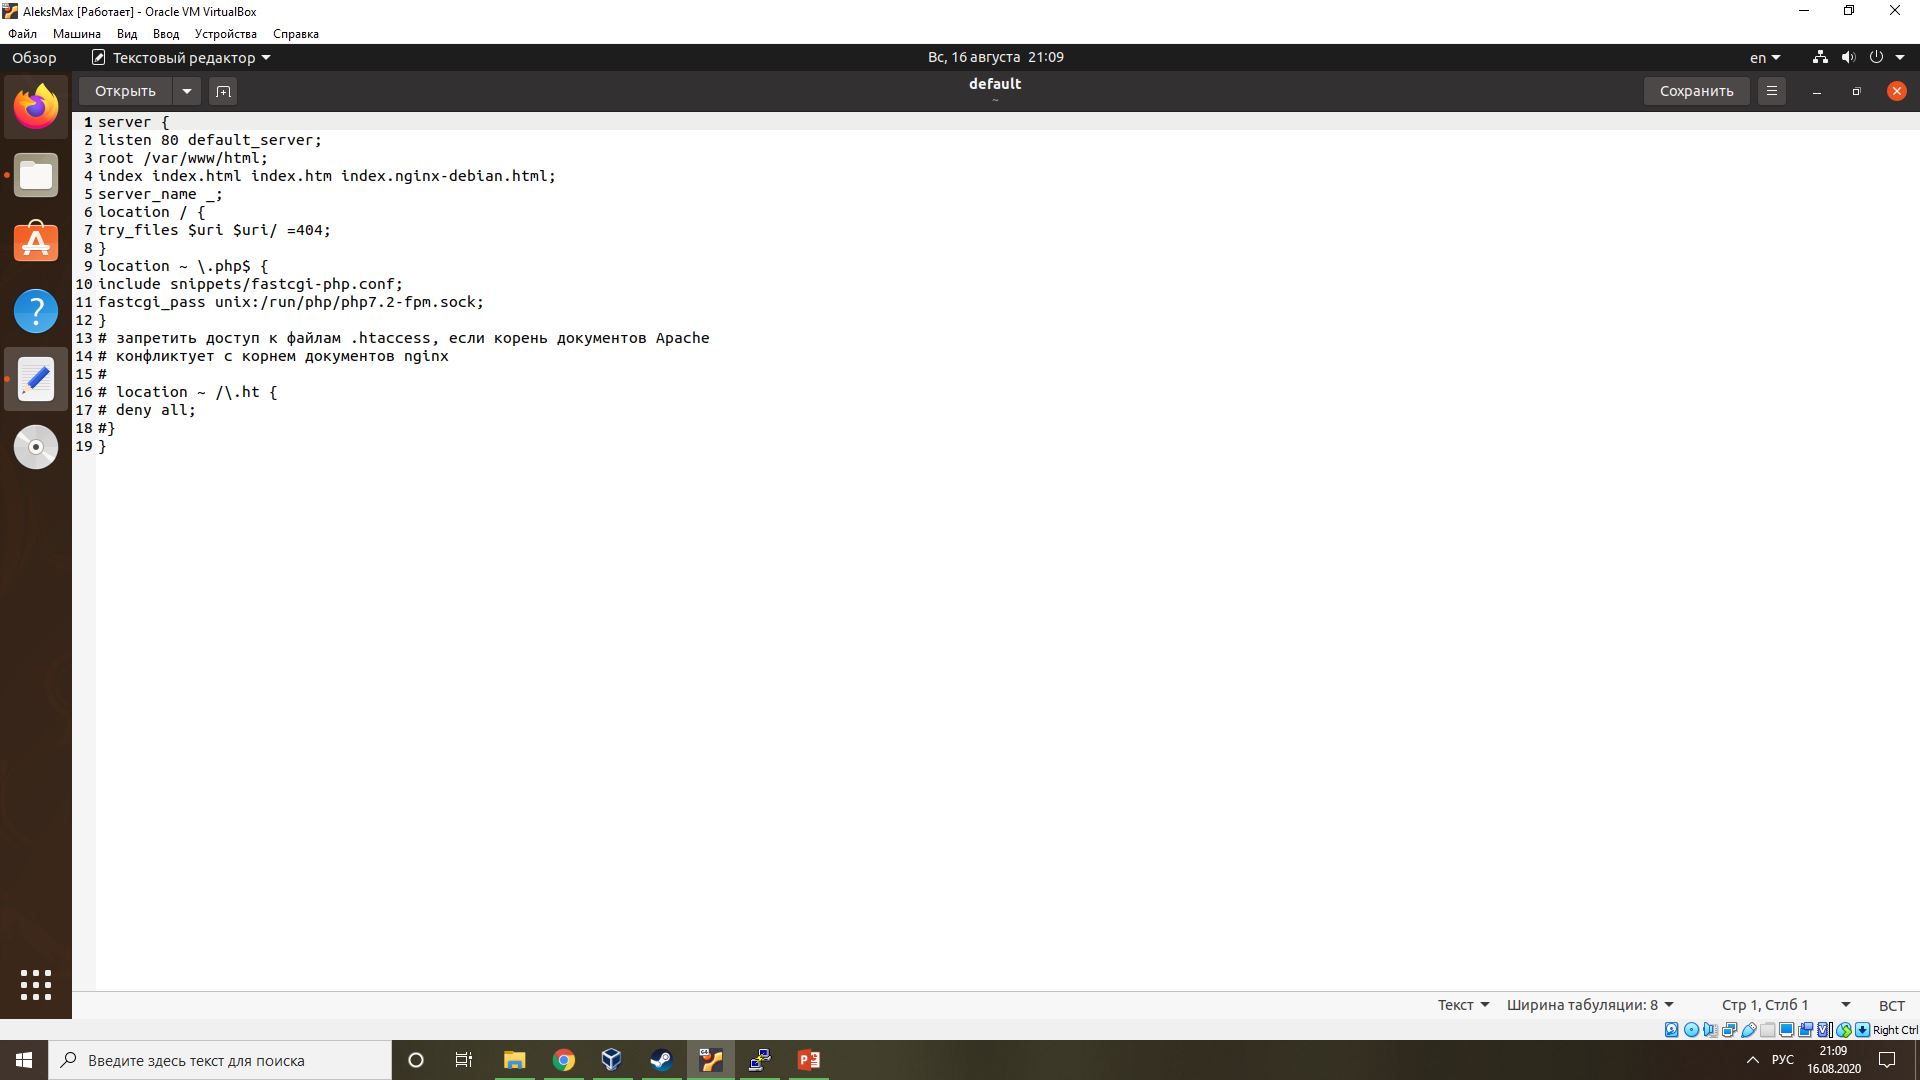 AleksMax [Работает] - Oracle VM VirtualBox
Файл Машина Вид Ввод Устройства Справка
Обзор Текстовый редактор Вс, 16 августа 21:09 en
Открыть default Сохранить
~
1 server {
2 listen 80 default_server;
3 root /var/www/html;
4 index index.html index.htm index.nginx-debian.html;
5 server_name _;
6 location / {
7 try_files $uri $uri/ =404;
8 }
9 location ~ \.php$ {
10 include snippets/fastcgi-php.conf;
11 fastcgi_pass unix:/run/php/php7.2-fpm.sock;
12 }
13 # запретить доступ к файлам .htaccess, если корень документов Apache
14 # конфликтует с корнем документов nginx
15 #
16 # location ~ /\.ht {
17 # deny all;
18 #}
19 }
Текст Ширина табуляции: 8 Стр 1, Стлб 1 ВСТ
Right Ctrl
Введите здесь текст для поиска РУС 21:09
16.08.2020